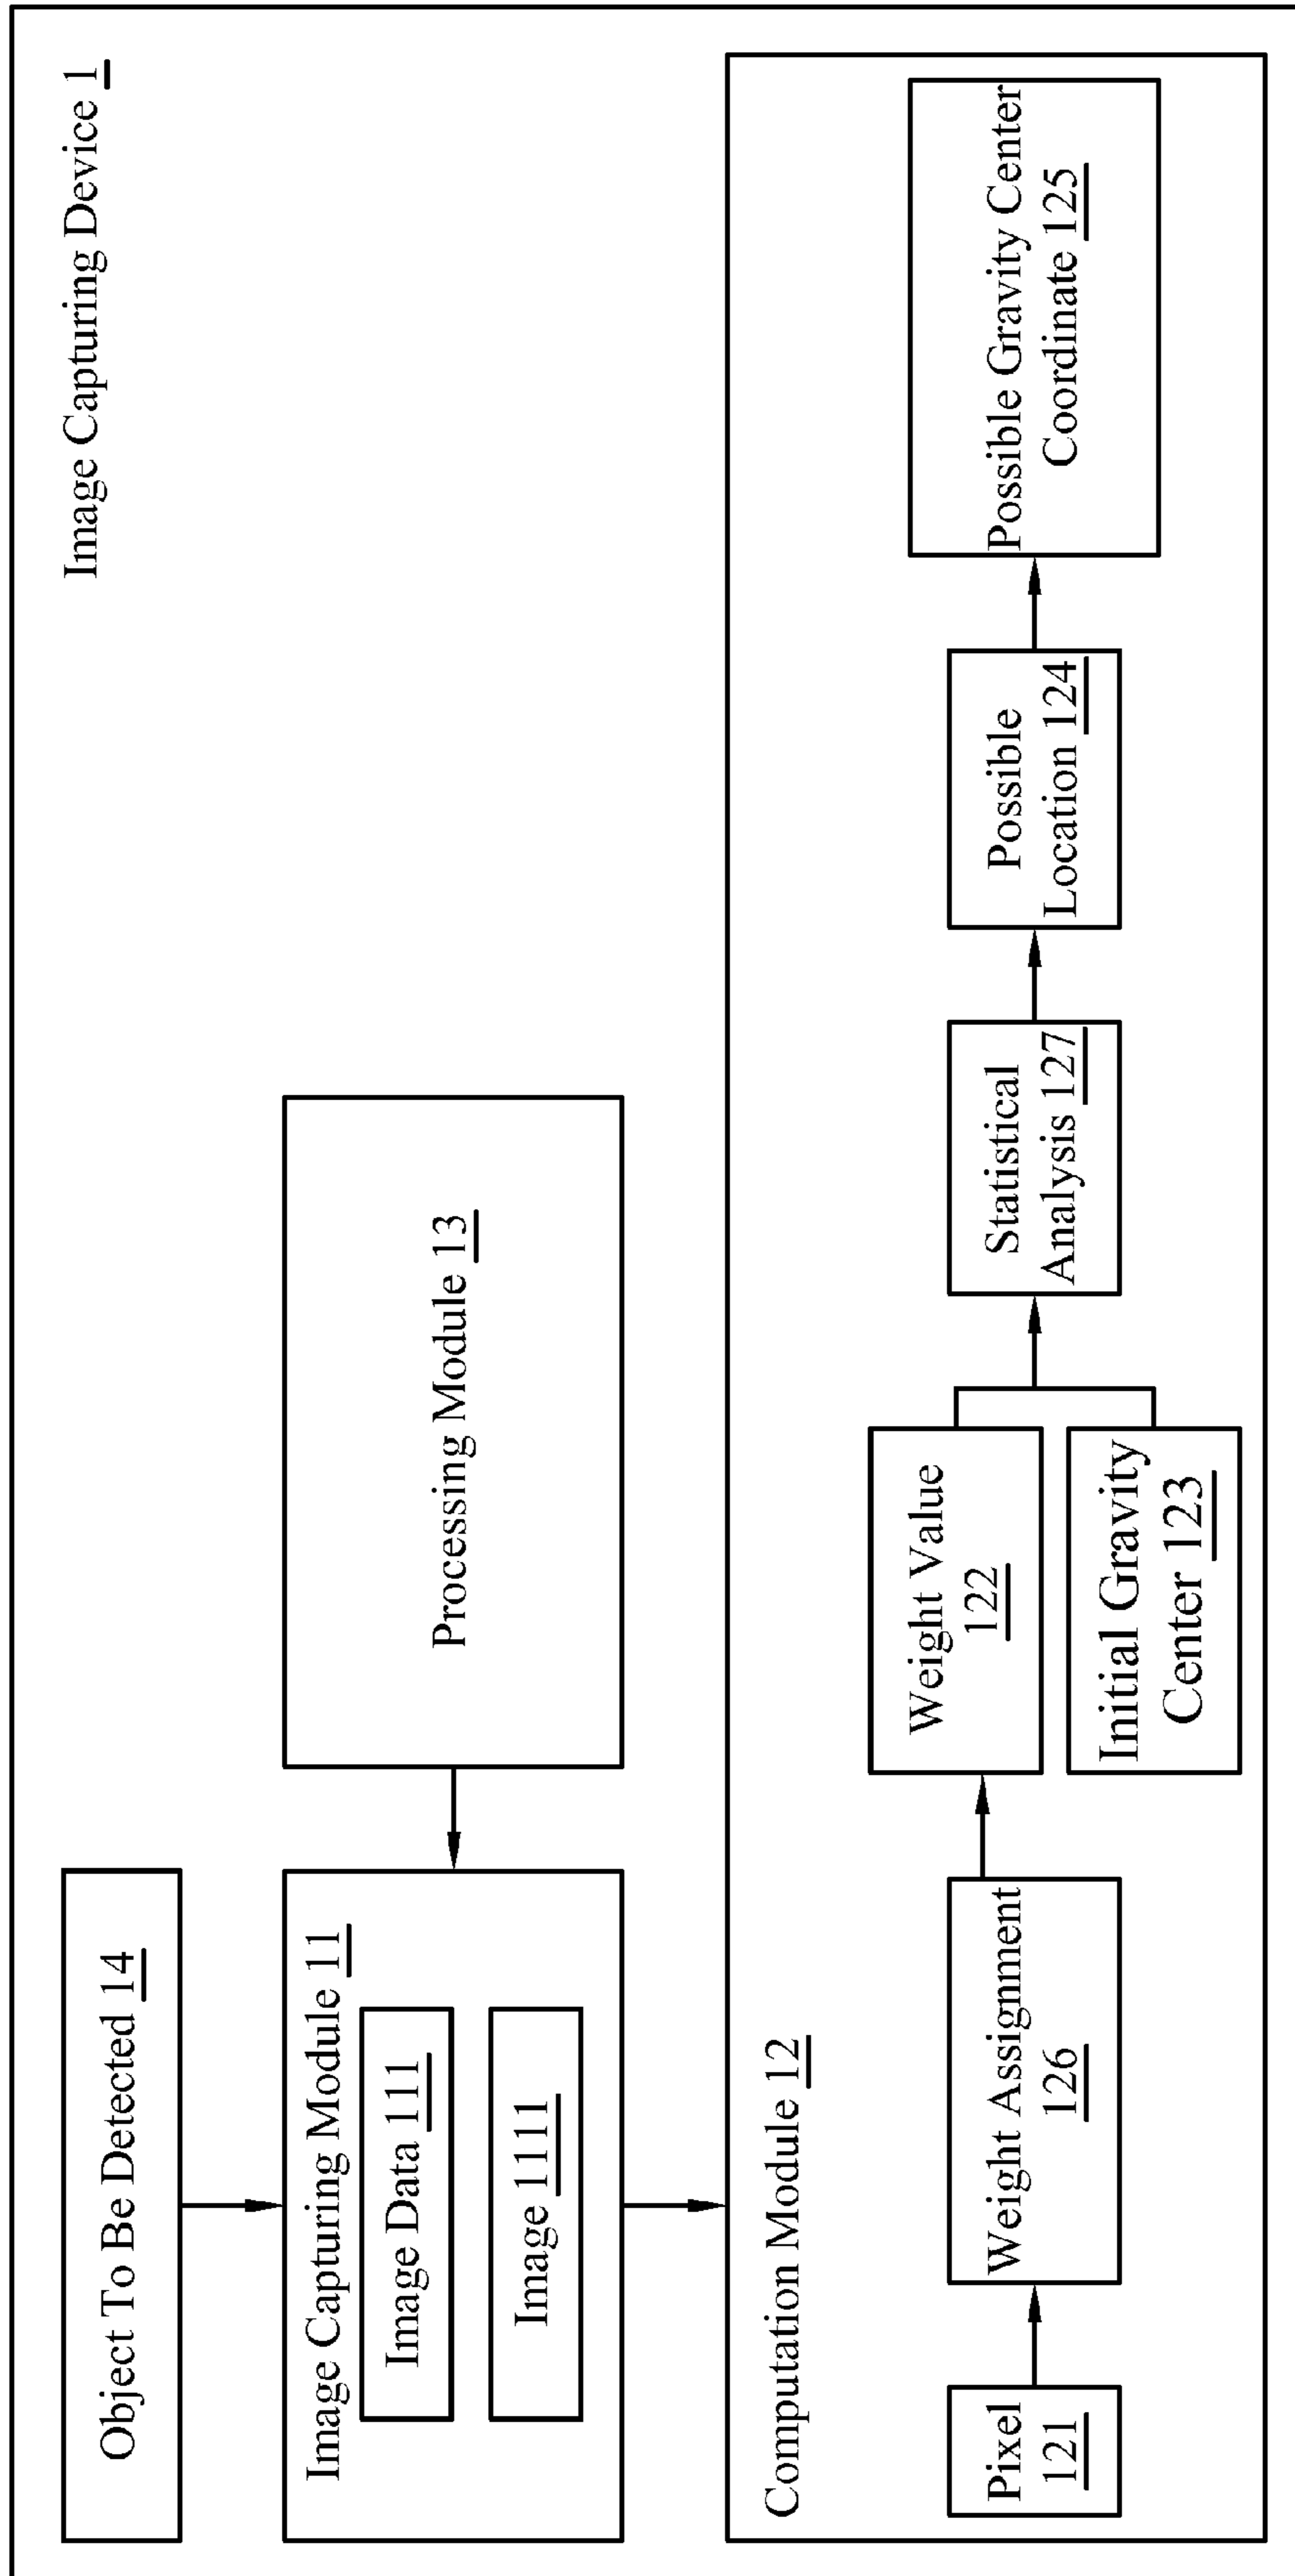 Image Capturing Device 1
Object To Be Detected 14
Image Capturing Module 11
Image Data 111
Image 1111
Processing Module 13
Computation Module 12
Pixel
121
Weight Assignment
126
Weight Value
122
Initial Gravity
Center 123
Statistical
Analysis 127
Possible
Location 124
Possible Gravity Center
Coordinate 125